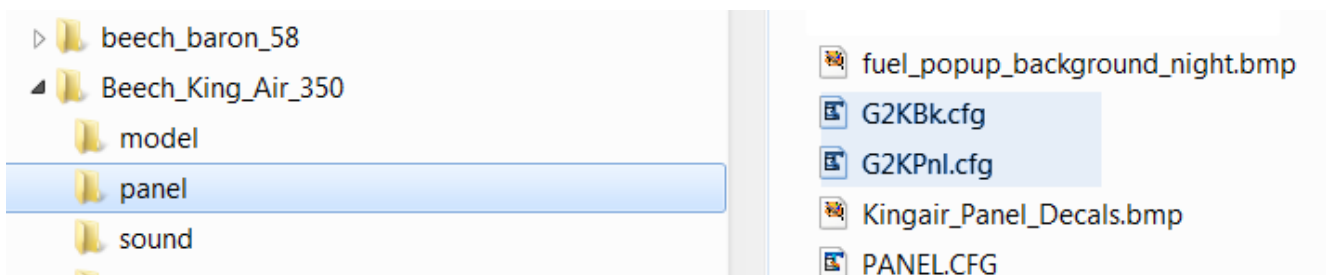 beech_baron_58
Beech_King_Air_350
model
panel
sound
fuel_popup_background_night.bmp
G2KBk.cfg
G2KPnl.cfg
Kingair_Panel_Decals.bmp
PANEL.CFG